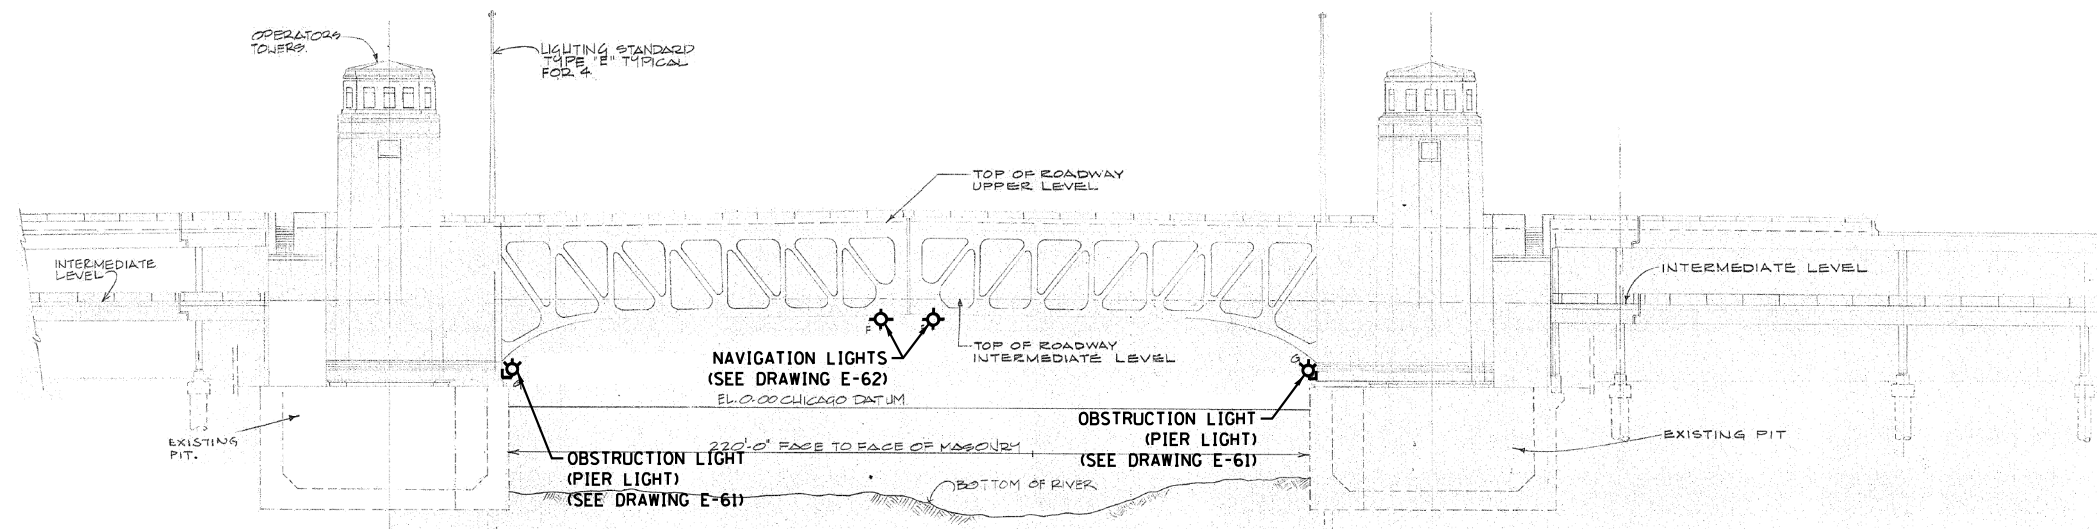 OPERATORS
TOWERS.
LIGHTING STANDARD
TYPE "E" TYPICAL
FOR 4
TOP OF ROADWAY
UPPER LEVEL
INTERMEDIATE
LEVEL
INTERMEDIATE LEVEL
F
NAVIGATION LIGHTS
(SEE DRAWING E-62)
TOP OF ROADWAY
INTERMEDIATE LEVEL
G
EL. 0.00 CHICAGO DATUM
OBSTRUCTION LIGHT
(PIER LIGHT)
(SEE DRAWING E-61)
EXISTING
PIT.
220'-0" FACE TO FACE OF MASONRY
EXISTING PIT
OBSTRUCTION LIGHT
(PIER LIGHT)
(SEE DRAWING E-61)
BOTTOM OF RIVER